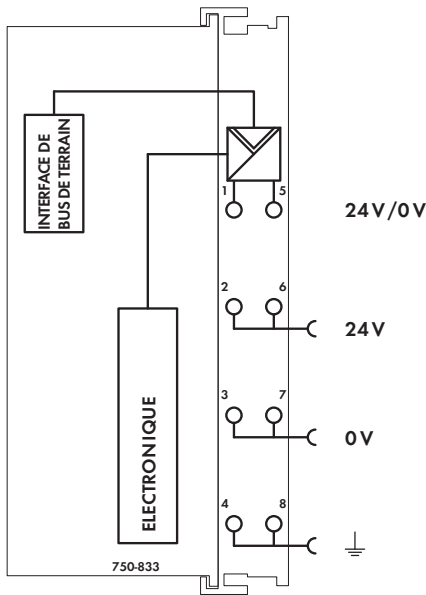 INTERFACE DE
BUS DE TERRAIN
1 5
24V/0V
2 6
24V
3 7
0V
ELECTRONIQUE
4 8
750-833